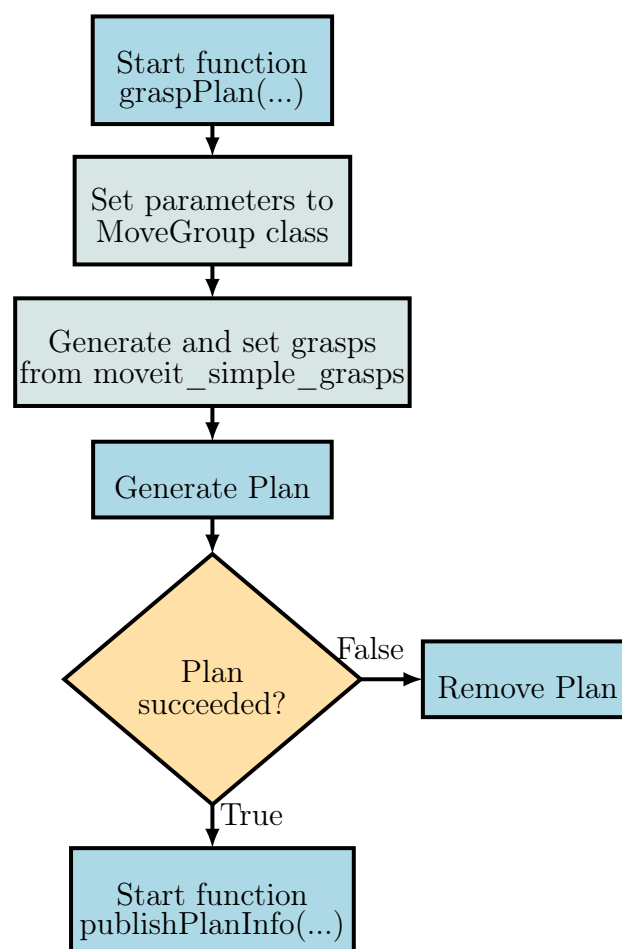 Start function
graspPlan(...)
Set parameters to
MoveGroup class
Generate and set grasps
from moveit_simple_grasps
Generate Plan
Plan
succeeded?
False
Remove Plan
True
Start function
publishPlanInfo(...)